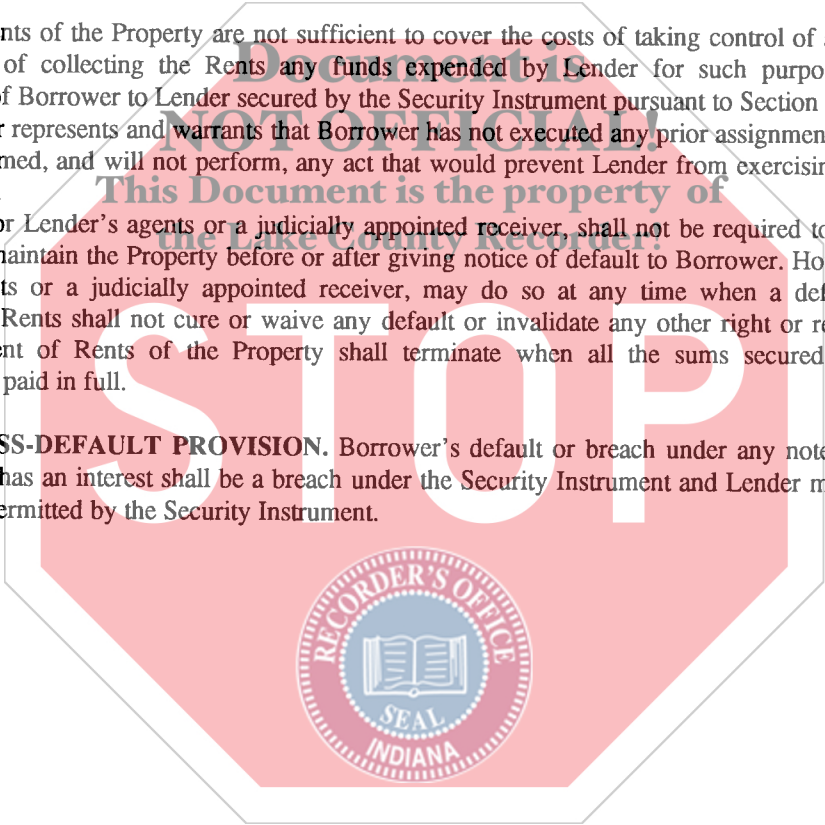 nts of the Property are not sufficient to cover the costs of taking control of
of collecting the Rents any funds expended by Lender for such purpo
f Borrower to Lender secured by the Security Instrument pursuant to Section
r represents and warrants that Borrower has not executed any prior assignmen
med, and will not perform, any act that would prevent Lender from exercisin
or Lender's agents or a judicially appointed receiver, shall not be required to
naintain the Property before or after giving notice of default to Borrower. Ho
ts or a judicially appointed receiver, may do so at any time when a def
Rents shall not cure or waive any default or invalidate any other right or re
nt of Rents of the Property shall terminate when all the sums secured
paid in full.
SS-DEFAULT PROVISION. Borrower's default or breach under any note
has an interest shall be a breach under the Security Instrument and Lender m
ermitted by the Security Instrument.
Document is
NOT OFFICIAL!
This Document is the property of
the Lake County Recorder!
STOP
RECORDER'S OFFICE
SEAL
INDIANA